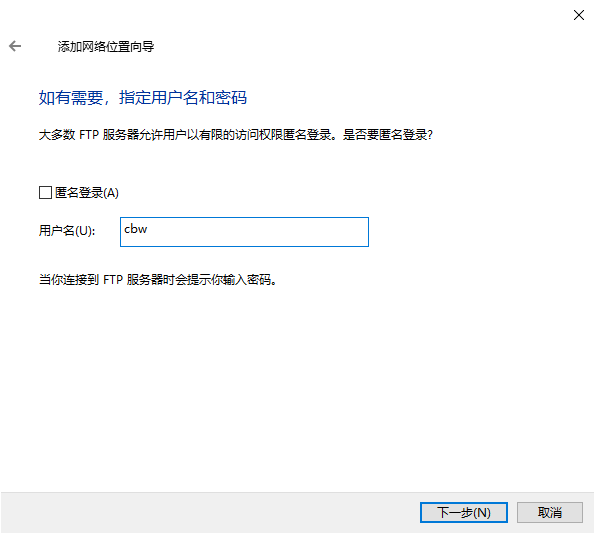 添加网络位置向导
如有需要，指定用户名和密码
大多数 FTP 服务器允许用户以有限的访问权限匿名登录。是否要匿名登录?
匿名登录(A)
用户名(U): cbw
当你连接到 FTP 服务器时会提示你输入密码。
下一步(N) 取消